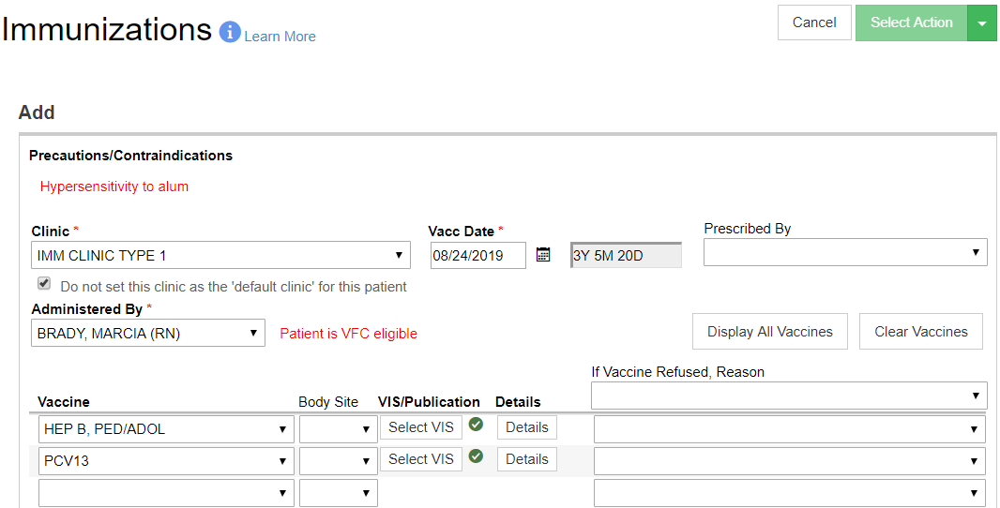 Immunizations i Learn More
Cancel Select Action
Add
Precautions/Contraindications
Hypersensitivity to alum
Clinic * Vacc Date * Prescribed By
IMM CLINIC TYPE 1 08/24/2019 3Y 5M 20D
Do not set this clinic as the 'default clinic' for this patient
Administered By *
BRADY, MARCIA (RN) Patient is VFC eligible Display All Vaccines Clear Vaccines
If Vaccine Refused, Reason
Vaccine Body Site VIS/Publication Details
HEP B, PED/ADOL Select VIS Details
PCV13 Select VIS Details